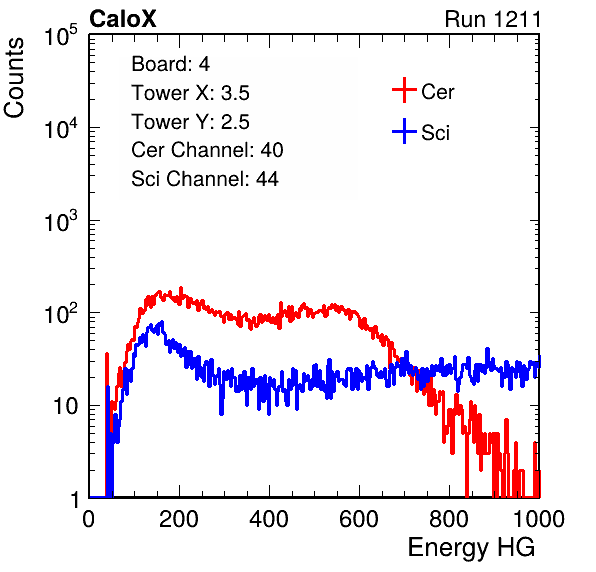 CaloX Run 1211
Counts
Board: 4
Tower X: 3.5
Tower Y: 2.5
Cer Channel: 40
Sci Channel: 44
Cer
Sci
10^5
10^4
10^3
10^2
10
1
0 200 400 600 800 1000
Energy HG